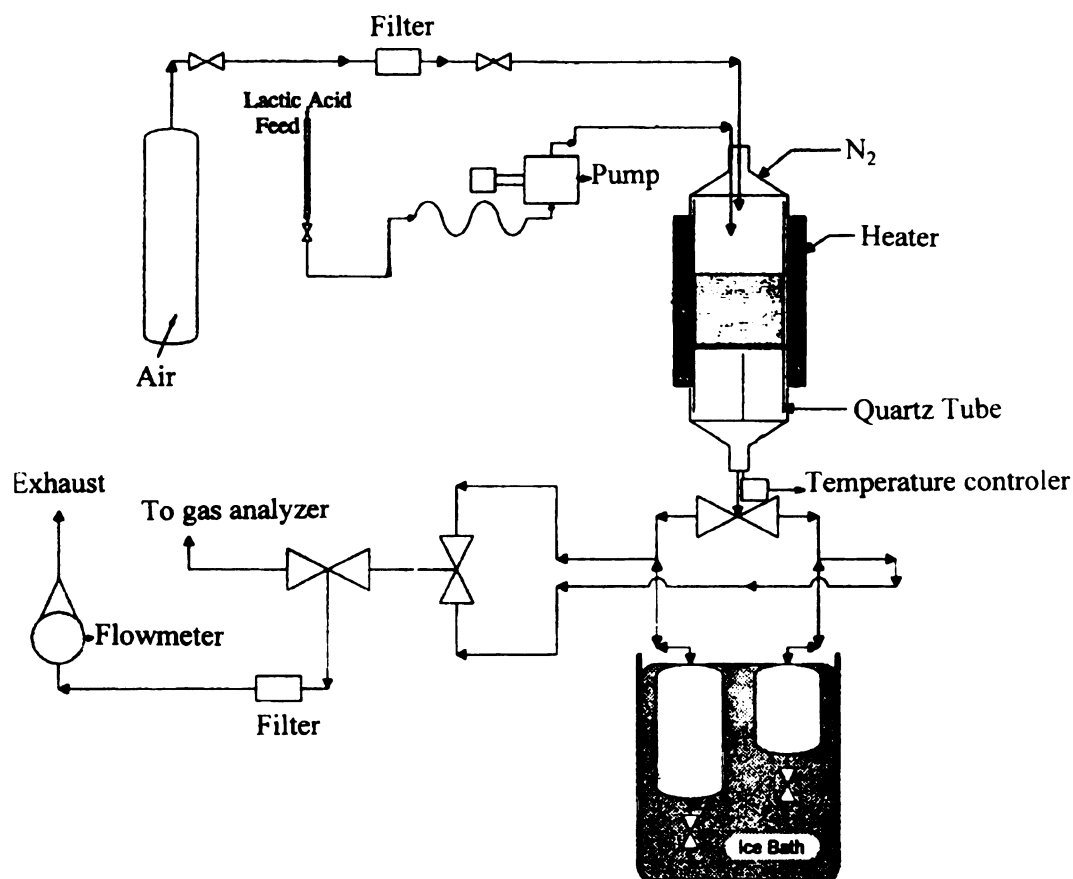 Filter
Lactic Acid
Feed
Pump
N₂
Heater
Air
Quartz Tube
Exhaust
To gas analyzer
Temperature controler
Flowmeter
Filter
Ice Bath